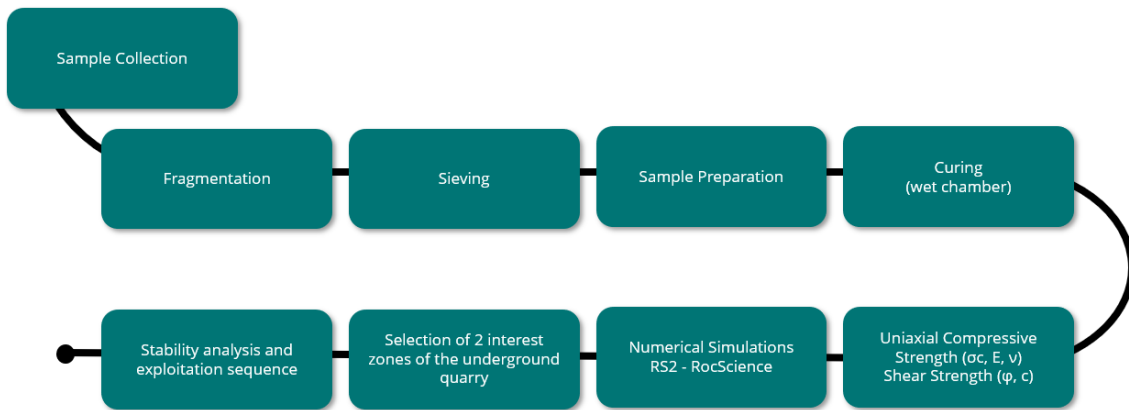 Sample Collection
Fragmentation
Sieving
Sample Preparation
Curing
(wet chamber)
Uniaxial Compressive
Strength (σc, E, ν)
Shear Strength (φ, c)
Numerical Simulations
RS2 - RocScience
Selection of 2 interest
zones of the underground
quarry
Stability analysis and
exploitation sequence